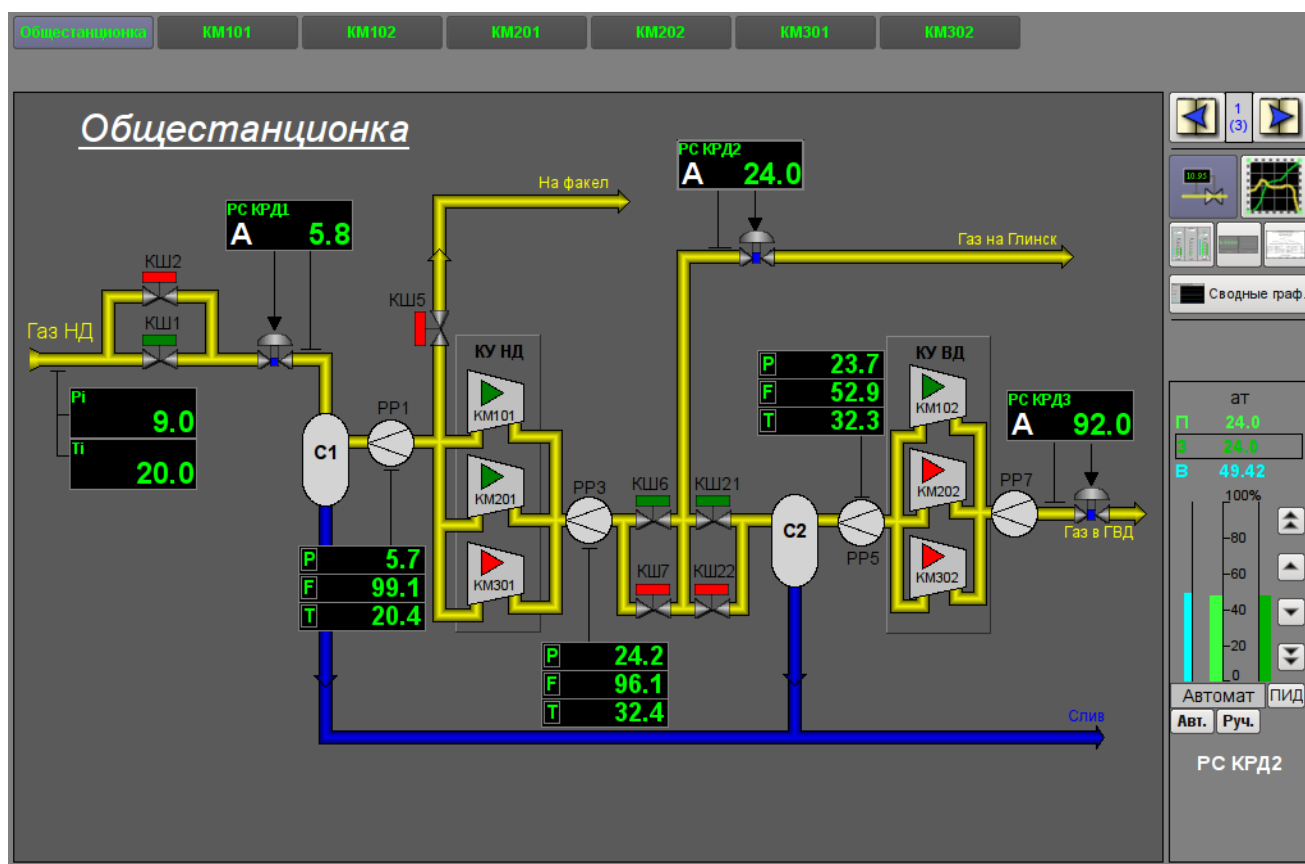 Общестанционка
КМ101
КМ102
КМ201
КМ202
КМ301
КМ302
Общестанционка
1
(3)
10.95
На факел
РС КРД1
А 5.8
РС КРД2
А 24.0
Газ на Глинск
КШ2
КШ1
КШ5
Газ НД
Pi
9.0
Ti
20.0
КУ НД
КМ101
КМ201
КМ301
С1
РР1
P 5.7
F 99.1
T 20.4
РР3
P 24.2
F 96.1
T 32.4
КШ6
КШ21
КШ7
КШ22
P 23.7
F 52.9
T 32.3
С2
РР5
КУ ВД
КМ102
КМ202
КМ302
РР7
РС КРД3
А 92.0
Газ в ГВД
Слив
Сводные граф.
ат
П 24.0
З 24.0
В 49.42
100%
80
60
40
20
0
Автомат
ПИД
Авт.
Руч.
РС КРД2